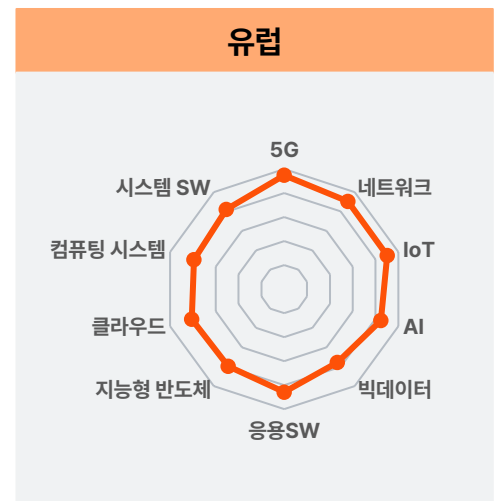 유럽
5G
시스템 SW
네트워크
컴퓨팅 시스템
IoT
클라우드
AI
지능형 반도체
빅데이터
응용SW